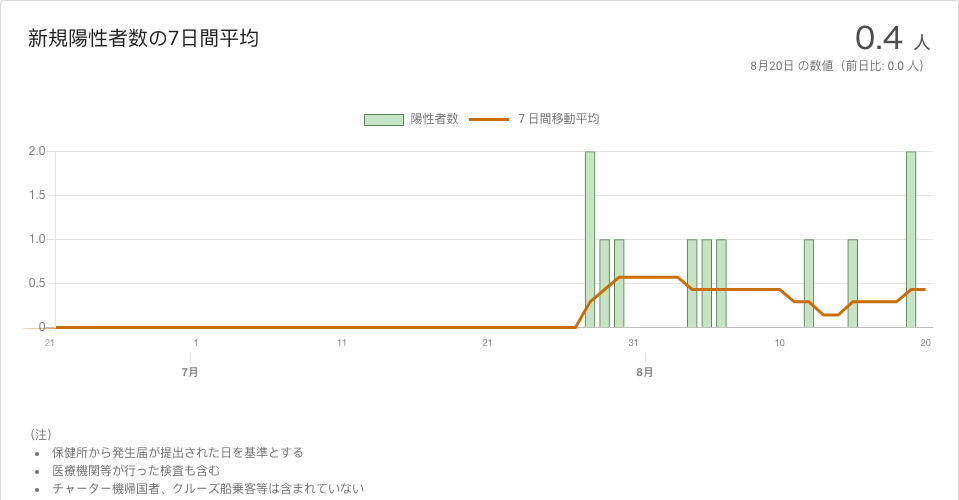 新規陽性者数の7日間平均
0.4 人
8月20日 の数値（前日比: 0.0 人）
陽性者数 7 日間移動平均
2.0
1.5
1.0
0.5
0
21 1 11 21 31 10 20
7月 8月
（注）
• 保健所から発生届が提出された日を基準とする
• 医療機関等が行った検査も含む
• チャーター機帰国者、クルーズ船乗客等は含まれていない